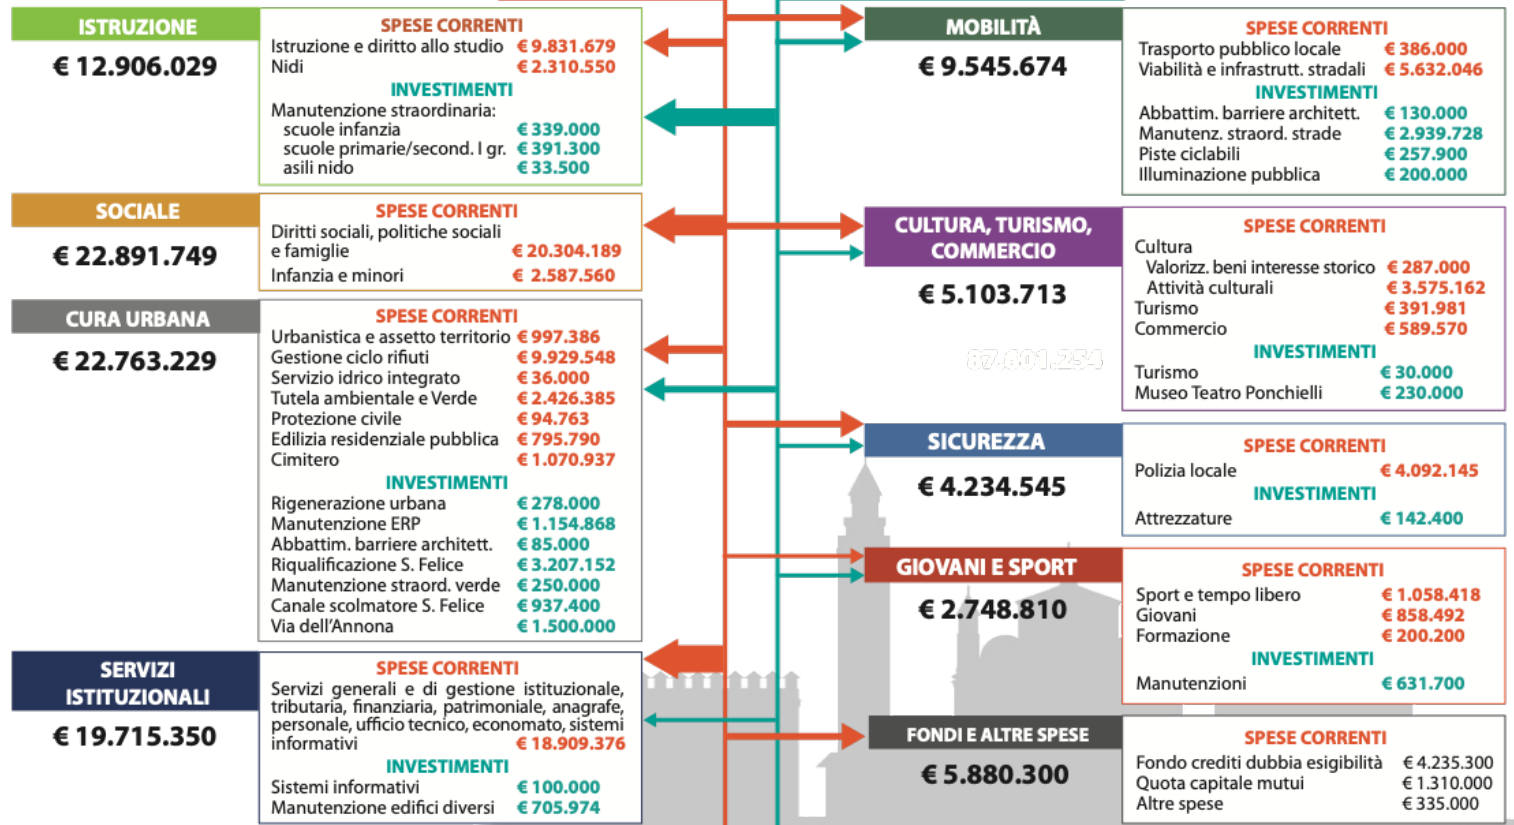 ISTRUZIONE
€ 12.906.029
SPESE CORRENTI
Istruzione e diritto allo studio € 9.831.679
Nidi € 2.310.550
INVESTIMENTI
Manutenzione straordinaria:
scuole infanzia € 339.000
scuole primarie/second. I gr. € 391.300
asili nido € 33.500
SOCIALE
€ 22.891.749
SPESE CORRENTI
Diritti sociali, politiche sociali
e famiglie € 20.304.189
Infanzia e minori € 2.587.560
CURA URBANA
€ 22.763.229
SPESE CORRENTI
Urbanistica e assetto territorio € 997.386
Gestione ciclo rifiuti € 9.929.548
Servizio idrico integrato € 36.000
Tutela ambientale e Verde € 2.426.385
Protezione civile € 94.763
Edilizia residenziale pubblica € 795.790
Cimitero € 1.070.937
INVESTIMENTI
Rigenerazione urbana € 278.000
Manutenzione ERP € 1.154.868
Abbattim. barriere architett. € 85.000
Riqualificazione S. Felice € 3.207.152
Manutenzione straord. verde € 250.000
Canale scolmatore S. Felice € 937.400
Via dell'Annona € 1.500.000
SERVIZI
ISTITUZIONALI
€ 19.715.350
SPESE CORRENTI
Servizi generali e di gestione istituzionale,
tributaria, finanziaria, patrimoniale, anagrafe,
personale, ufficio tecnico, economato, sistemi
informativi € 18.909.376
INVESTIMENTI
Sistemi informativi € 100.000
Manutenzione edifici diversi € 705.974
MOBILITÀ
€ 9.545.674
SPESE CORRENTI
Trasporto pubblico locale € 386.000
Viabilità e infrastrutt. stradali € 5.632.046
INVESTIMENTI
Abbattim. barriere architett. € 130.000
Manutenz. straord. strade € 2.939.728
Piste ciclabili € 257.900
Illuminazione pubblica € 200.000
CULTURA, TURISMO,
COMMERCIO
€ 5.103.713
SPESE CORRENTI
Cultura
Valorizz. beni interesse storico € 287.000
Attività culturali € 3.575.162
Turismo € 391.981
Commercio € 589.570
INVESTIMENTI
Turismo € 30.000
Museo Teatro Ponchielli € 230.000
87.601.254
SICUREZZA
€ 4.234.545
SPESE CORRENTI
Polizia locale € 4.092.145
INVESTIMENTI
Attrezzature € 142.400
GIOVANI E SPORT
€ 2.748.810
SPESE CORRENTI
Sport e tempo libero € 1.058.418
Giovani € 858.492
Formazione € 200.200
INVESTIMENTI
Manutenzioni € 631.700
FONDI E ALTRE SPESE
€ 5.880.300
SPESE CORRENTI
Fondo crediti dubbia esigibilità € 4.235.300
Quota capitale mutui € 1.310.000
Altre spese € 335.000